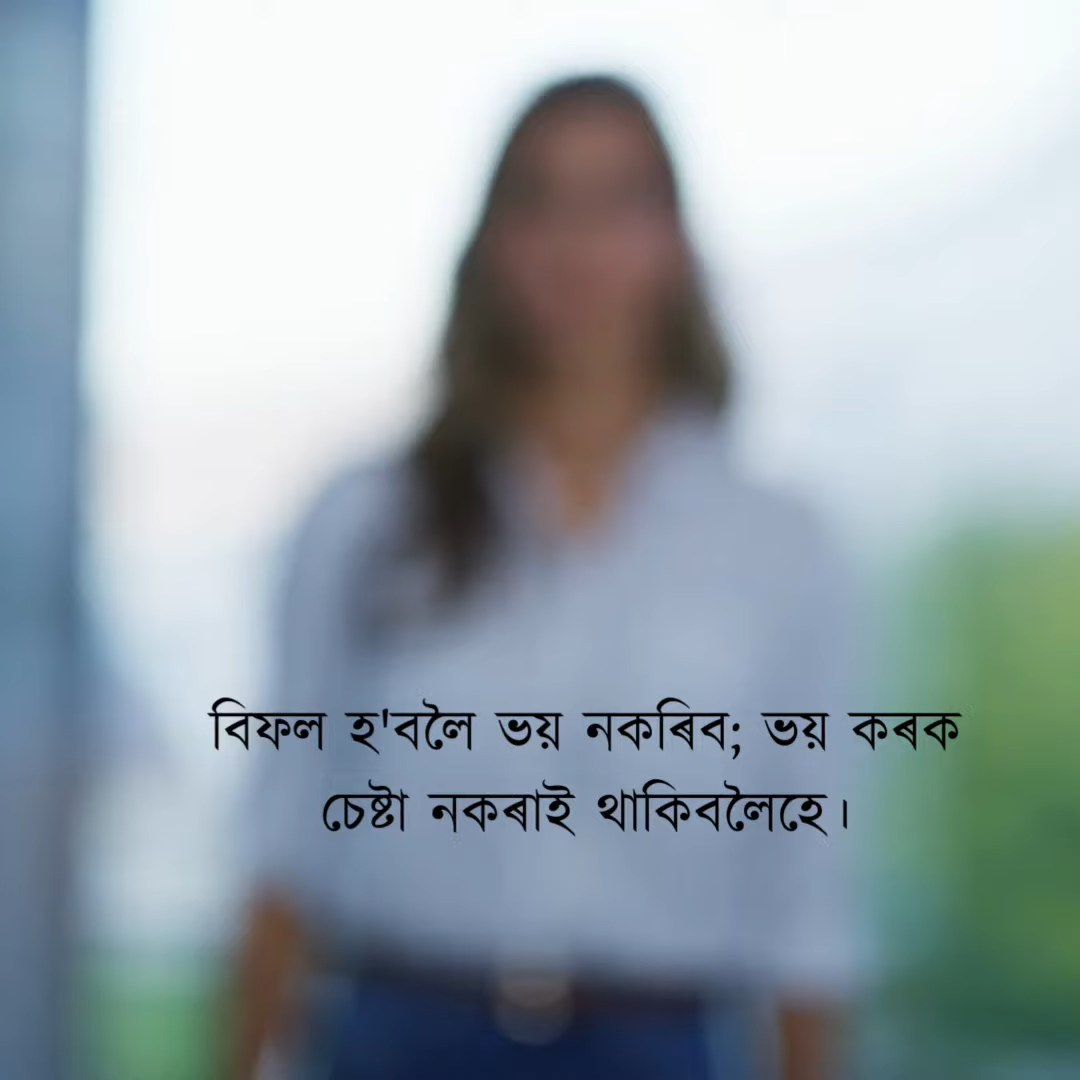 বিফল হ'বলৈ ভয় নকৰিব; ভয় কৰক
চেষ্টা নকৰাই থাকিবলৈহে।